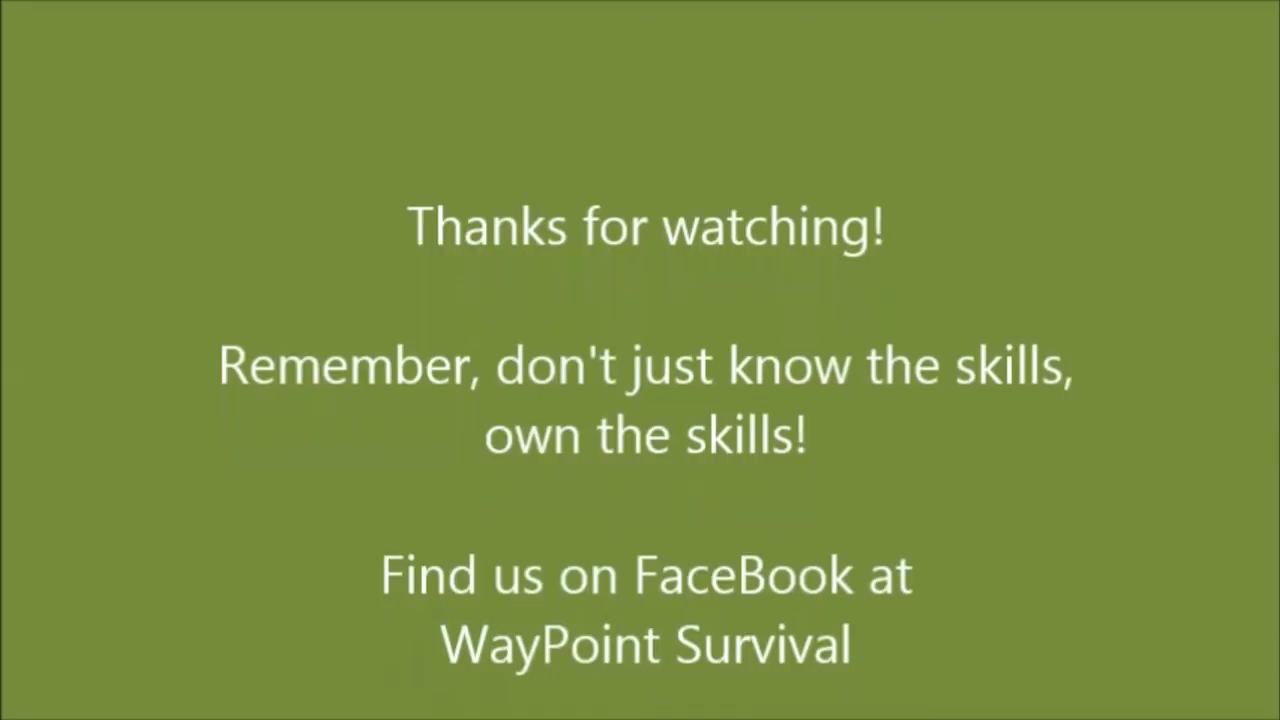 Thanks for watching!
Remember, don't just know the skills,
own the skills!
Find us on FaceBook at
WayPoint Survival